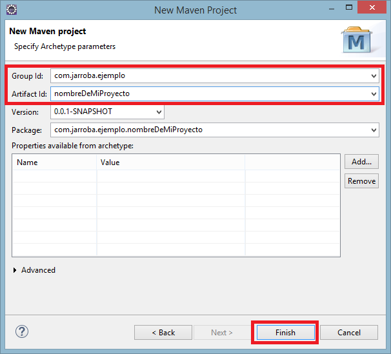 New Maven Project
New Maven project
Specify Archetype parameters
Group Id: com.jarroba.ejemplo
Artifact Id: nombreDeMiProyecto
Version: 0.0.1-SNAPSHOT
Package: com.jarroba.ejemplo.nombreDeMiProyecto
Properties available from archetype:
Name Value
Add...
Remove
Advanced
? < Back Next > Finish Cancel